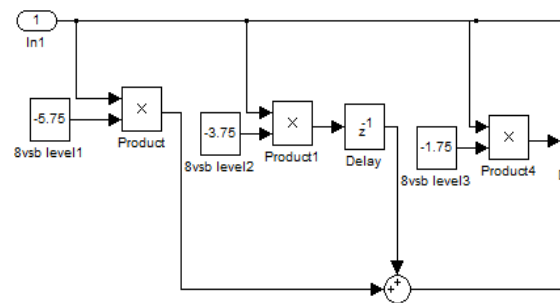 1
In1
-5.75
8vsb level1
×
Product
-3.75
8vsb level2
×
Product1
z-1
Delay
-1.75
8vsb level3
×
Product4
+
+